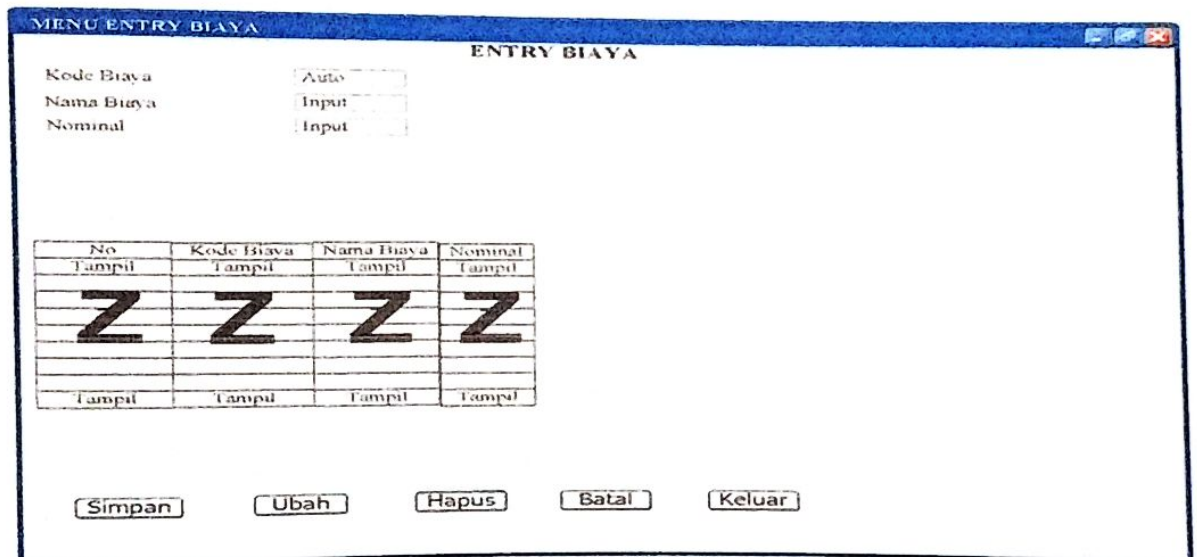 MENU ENTRY BIAYA
ENTRY BIAYA
Kode Biaya Auto
Nama Biaya Input
Nominal Input
No Kode Biaya Nama Biaya Nominal
Tampil Tampil Tampil Tampil
Z Z Z Z
Tampil Tampil Tampil Tampil
Simpan Ubah Hapus Batal Keluar